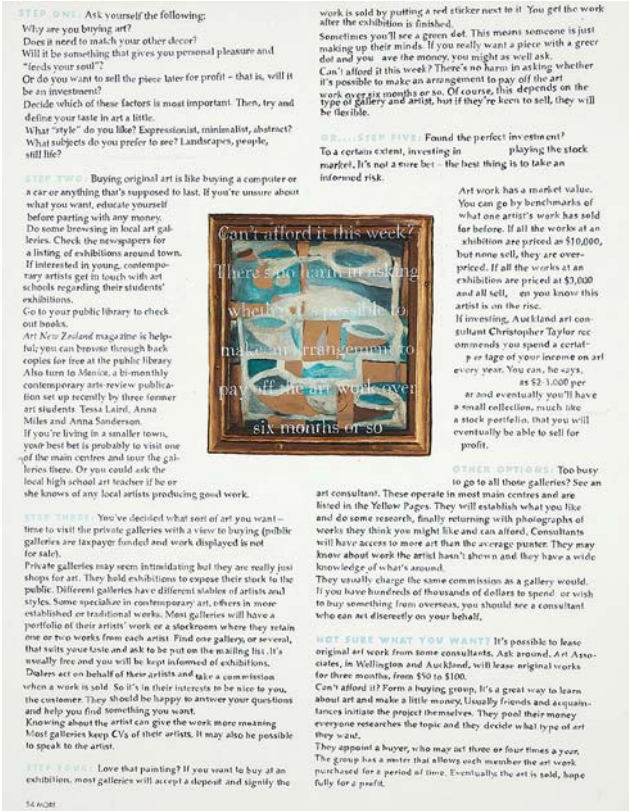 STEP ONE: Ask yourself the following:
Why are you buying art?
Does it need to match your other decor?
Will it be something that gives you personal pleasure and
"feeds your soul"?
Or do you want to sell the piece later for profit – that is, will it
be an investment?
Decide which of these factors is most important. Then, try and
define your taste in art a little.
What "style" do you like? Expressionist, minimalist, abstract?
What subjects do you prefer to see? Landscapes, people,
still life?
STEP TWO: Buying original art is like buying a computer or
a car or anything that's supposed to last. If you're unsure about
what you want, educate yourself
before parting with any money.
Do some browsing in local art gal-
leries. Check the newspapers for
a listing of exhibitions around town.
If interested in young, contempo-
rary artists get in touch with art
schools regarding their students'
exhibitions.
Go to your public library to check
out books.
Art New Zealand magazine is help-
ful; you can browse through back
copies for free at the public library
Also turn to Monica, a bi-monthly
contemporary arts review publica-
tion set up recently by three former
art students Tessa Laird, Anna
Miles and Anna Sanderson.
If you're living in a smaller town,
your best bet is probably to visit one
of the main centres and tour the gal-
leries there. Or you could ask the
local high school art teacher if he or
she knows of any local artists producing good work.
STEP THREE: You've decided what sort of art you want –
time to visit the private galleries with a view to buying (public
galleries are taxpayer funded and work displayed is not
for sale).
Private galleries may seem intimidating but they are really just
shops for art. They hold exhibitions to expose their stock to the
public. Different galleries have different stables of artists and
styles. Some specialize in contemporary art, others in more
established or traditional works. Most galleries will have a
portfolio of their artists' work or a stockroom where they retain
one or two works from each artist. Find one gallery, or several,
that suits your taste and ask to be put on the mailing list. It's
usually free and you will be kept informed of exhibitions.
Dealers act on behalf of their artists and take a commission
when a work is sold So it's in their interests to be nice to you,
the customer. They should be happy to answer your questions
and help you find something you want.
Knowing about the artist can give the work more meaning
Most galleries keep CVs of their artists. It may also be possible
to speak to the artist.
STEP FOUR: Love that painting? If you want to buy at an
exhibition, most galleries will accept a deposit and signify the
54 MORE
work is sold by putting a red sticker next to it You get the work
after the exhibition is finished.
Sometimes you'll see a green dot. This means someone is just
making up their minds. If you really want a piece with a green
dot and you ave the money, you might as well ask.
Can't afford it this week? There's no harm in asking whether
it's possible to make an arrangement to pay off the art
work over six months or so. Of course, this depends on the
type of gallery and artist, but if they're keen to sell, they will
be flexible.
OR....STEP FIVE: Found the perfect investment?
To a certain extent, investing in playing the stock
market. It's not a sure bet – the best thing is to take an
informed risk.
Art work has a market value.
You can go by benchmarks of
what one artist's work has sold
for before. If all the works at an
xhibition are priced at $10,000,
but none sell, they are over-
priced. If all the works at an
exhibition are priced at $3,000
and all sell, en you know this
artist is on the rise.
If investing, Auckland art con-
sultant Christopher Taylor rec
ommends you spend a certai-
p er tage of your income on art
every year. You can, he says,
as $2-3,000 per
ar and eventually you'll have
a small collection, much like
a stock portfolio, that you will
eventually be able to sell for
profit.
Can't afford it this week?
There's no harm in asking
whether it's possible to
make an arrangement to
pay off the art work over
six months or so
OTHER OPTIONS: Too busy
to go to all those galleries? See an
art consultant. These operate in most main centres and are
listed in the Yellow Pages. They will establish what you like
and do some research, finally returning with photographs of
works they think you might like and can afford. Consultants
will have access to more art than the average punter. They may
know about work the artist hasn't shown and they have a wide
knowledge of what's around.
They usually charge the same commission as a gallery would.
If you have hundreds of thousands of dollars to spend or wish
to buy something from overseas, you should see a consultant
who can act discreetly on your behalf.
NOT SURE WHAT YOU WANT? It's possible to lease
original art work from some consultants. Ask around. Art Asso-
ciates, in Wellington and Auckland, will lease original works
for three months, from $50 to $100.
Can't afford it? Form a buying group. It's a great way to learn
about art and make a little money. Usually friends and acquain-
tances initiate the project themselves. They pool their money
everyone researches the topic and they decide what type of art
they want.
They appoint a buyer, who may act three or four times a year.
The group has a roster that allows each member the art work
purchased for a period of time. Eventually the art is sold, hope
fully for a profit.